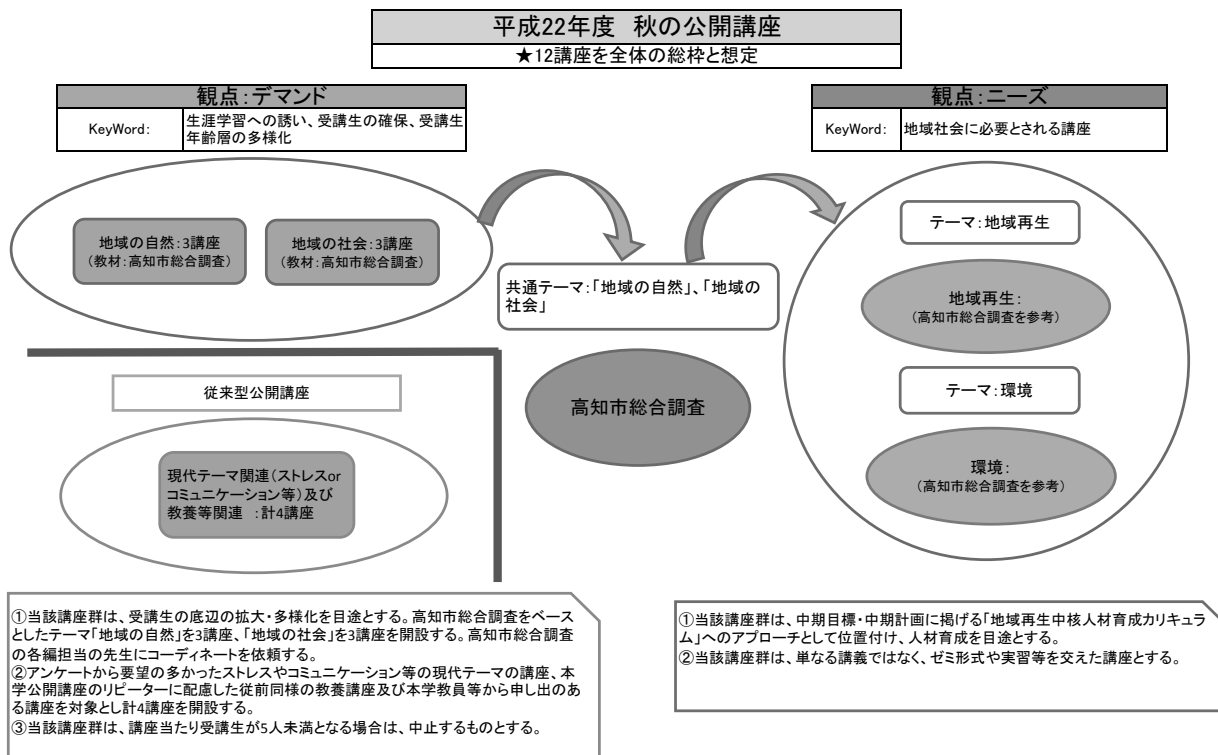 平成22年度 秋の公開講座
★12講座を全体の総枠と想定
観点：デマンド
KeyWord:
生涯学習への誘い、受講生の確保、受講生
年齢層の多様化
観点：ニーズ
KeyWord:
地域社会に必要とされる講座
地域の自然：3講座
（教材：高知市総合調査）
地域の社会：3講座
（教材：高知市総合調査）
共通テーマ：「地域の自然」、「地域の
社会」
高知市総合調査
テーマ：地域再生
地域再生：
（高知市総合調査を参考）
テーマ：環境
環境：
（高知市総合調査を参考）
従来型公開講座
現代テーマ関連（ストレスor
コミュニケーション等）及び
教養等関連 ：計4講座
①当該講座群は、受講生の底辺の拡大・多様化を目途とする。高知市総合調査をベース
としたテーマ「地域の自然」を3講座、「地域の社会」を3講座を開設する。高知市総合調査
の各編担当の先生にコーディネートを依頼する。
②アンケートから要望の多かったストレスやコミュニケーション等の現代テーマの講座、本
学公開講座のリピーターに配慮した従前同様の教養講座及び本学教員等から申し出のあ
る講座を対象とし計4講座を開設する。
③当該講座群は、講座当たり受講生が5人未満となる場合は、中止するものとする。
①当該講座群は、中期目標・中期計画に掲げる「地域再生中核人材育成カリキュラ
ム」へのアプローチとして位置付け、人材育成を目途とする。
②当該講座群は、単なる講義ではなく、ゼミ形式や実習等を交えた講座とする。